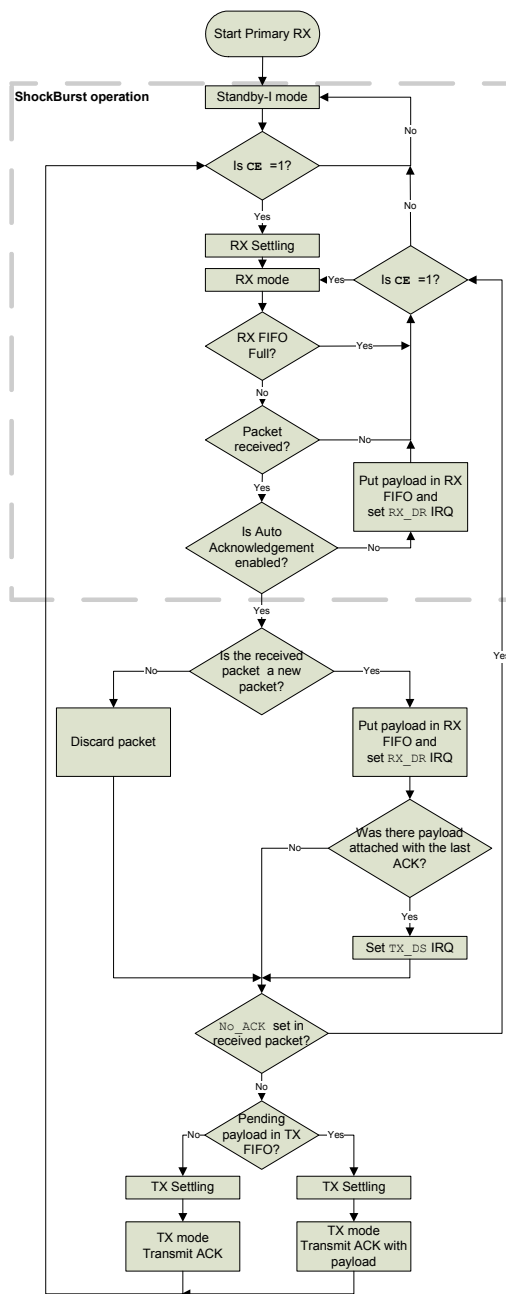 Start Primary RX
ShockBurst operation
Standby-I mode
No
Is CE =1?
No
Yes
RX Settling
RX mode
Yes
Is CE =1?
RX FIFO
Full?
Yes
No
Packet
received?
No
Put payload in RX
FIFO and
set RX_DR IRQ
Yes
Is Auto
Acknowledgement
enabled?
No
Yes
Is the received
packet a new
packet?
No
Yes
Yes
Discard packet
Put payload in RX
FIFO and
set RX_DR IRQ
Was there payload
attached with the last
ACK?
No
Yes
Set TX_DS IRQ
No_ACK set in
received packet?
No
Pending
payload in TX
FIFO?
No
Yes
TX Settling
TX Settling
TX mode
Transmit ACK
TX mode
Transmit ACK with
payload